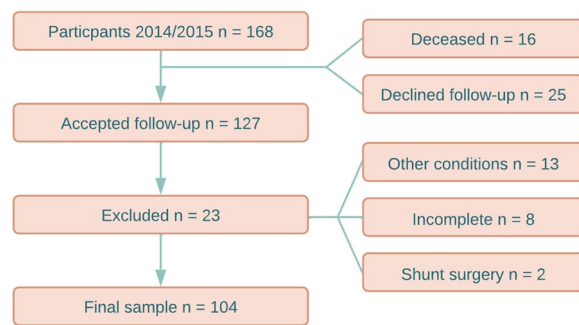 Particpants 2014/2015 n = 168
Deceased n = 16
Declined follow-up n = 25
Accepted follow-up n = 127
Other conditions n = 13
Excluded n = 23
Incomplete n = 8
Shunt surgery n = 2
Final sample n = 104